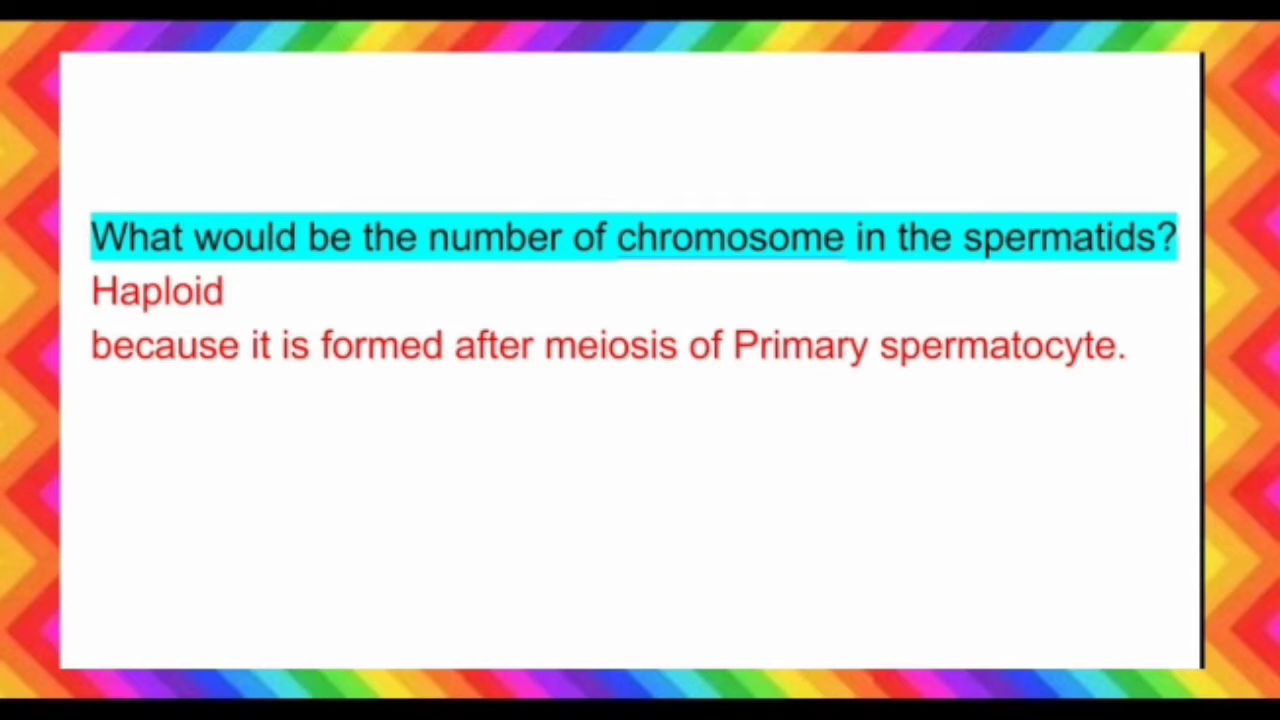 What would be the number of chromosome in the spermatids?
Haploid
because it is formed after meiosis of Primary spermatocyte.